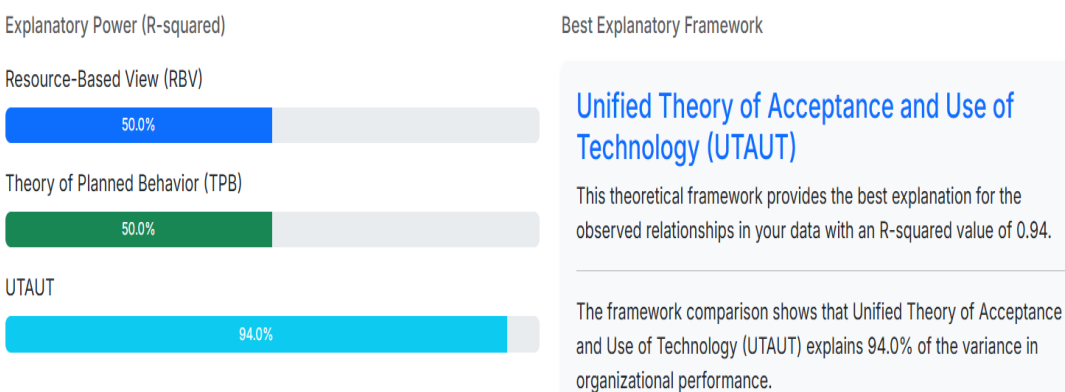 Explanatory Power (R-squared)
Resource-Based View (RBV)
50.0%
Theory of Planned Behavior (TPB)
50.0%
UTAUT
94.0%
Best Explanatory Framework
Unified Theory of Acceptance and Use of
Technology (UTAUT)
This theoretical framework provides the best explanation for the
observed relationships in your data with an R-squared value of 0.94.
The framework comparison shows that Unified Theory of Acceptance
and Use of Technology (UTAUT) explains 94.0% of the variance in
organizational performance.